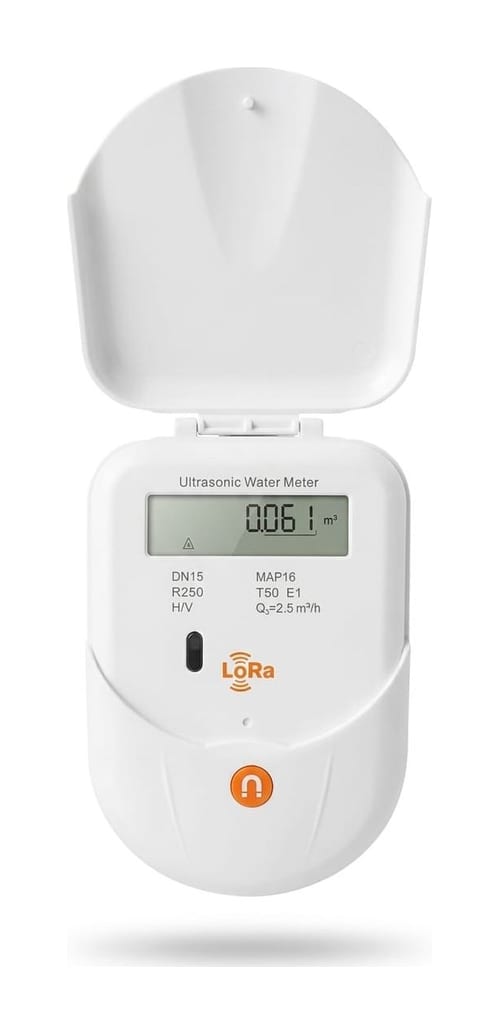 Ultrasonic Water Meter
0.061 m³
DN15 MAP16
R250 T50 E1
H/V Q₃=2.5 m³/h
LoRa